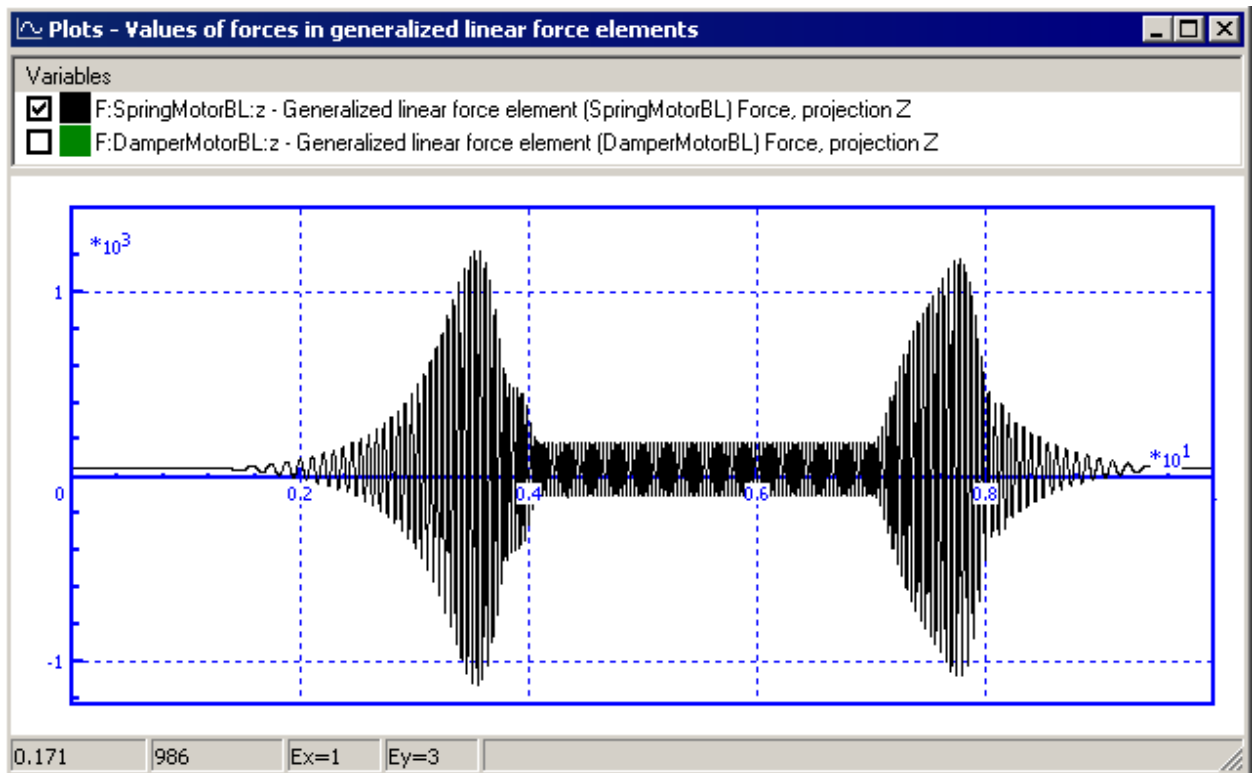 Plots - Values of forces in generalized linear force elements
Variables
F:SpringMotorBL:z - Generalized linear force element (SpringMotorBL) Force, projection Z
F:DamperMotorBL:z - Generalized linear force element (DamperMotorBL) Force, projection Z
*10³
1
*10¹
0 0.2 0.4 0.6 0.8
-1
0.171 986 Ex=1 Ey=3